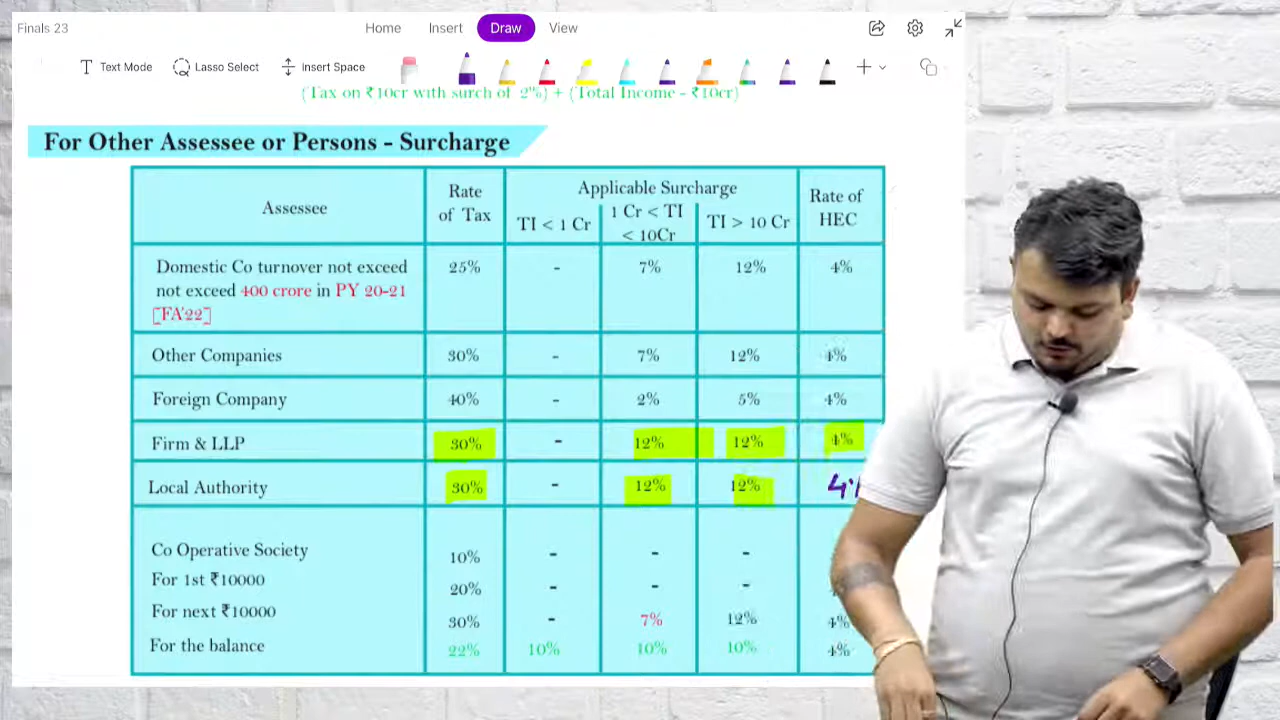 Finals 23
Home Insert Draw View
Text Mode Lasso Select Insert Space
(Tax on ₹10cr with surch of 2%) + (Total Income - ₹10cr)
For Other Assessee or Persons - Surcharge
Assessee
Rate of Tax
Applicable Surcharge
TI < 1 Cr
1 Cr < TI < 10Cr
TI > 10 Cr
Rate of HEC
Domestic Co turnover not exceed 25% - 7% 12% 4%
not exceed 400 crore in PY 20-21
[FA'22]
Other Companies 30% - 7% 12% 4%
Foreign Company 40% - 2% 5% 4%
Firm & LLP 30% - 12% 12% 4%
Local Authority 30% - 12% 12%
Co Operative Society 10% - - -
For 1st ₹10000 20% - - -
For next ₹10000 30% - 7% 12% 4%
For the balance 22% 10% 10% 10% 4%